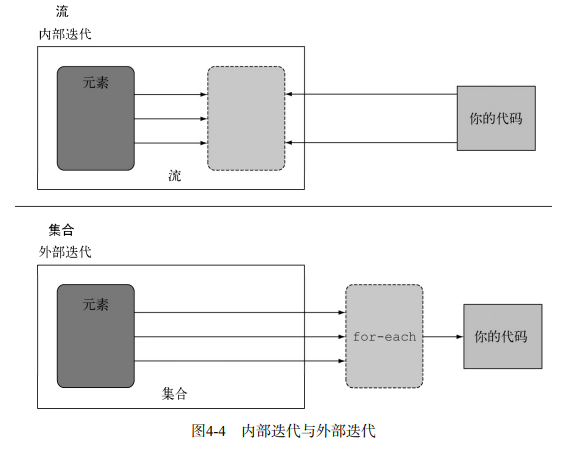 流
内部迭代
元素
你的代码
流
集合
外部迭代
元素
for-each
你的代码
集合
图4-4 内部迭代与外部迭代